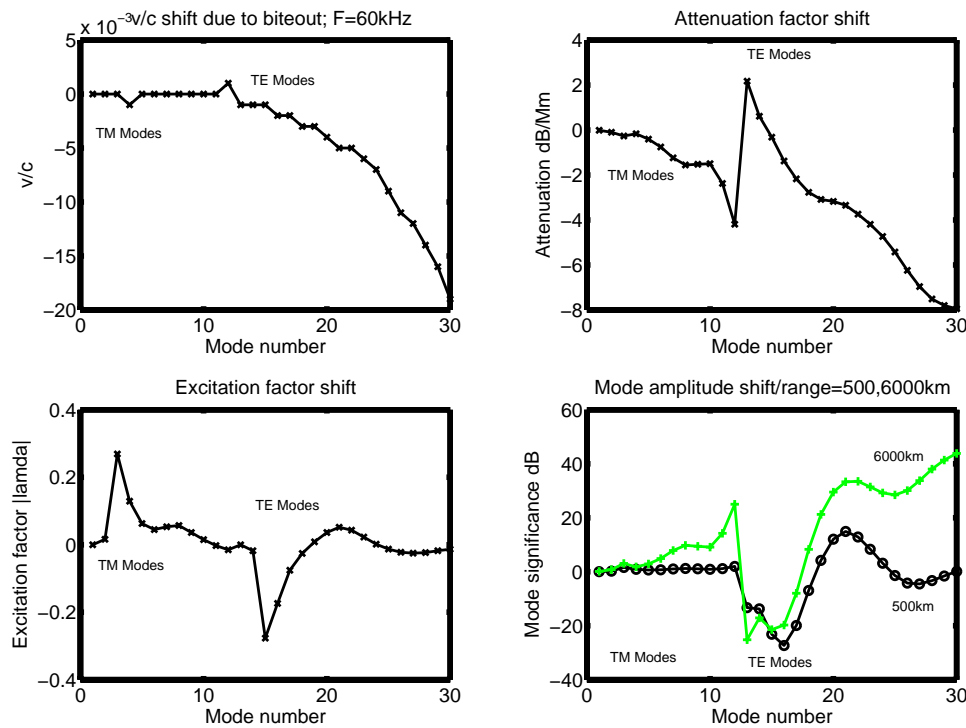 x 10⁻³v/c shift due to biteout; F=60kHz
5
0
−5
−10
−15
−20
v/c
TE Modes
TM Modes
0
10
20
30
Mode number
Attenuation factor shift
4
2
0
−2
−4
−6
−8
Attenuation dB/Mm
TE Modes
TM Modes
0
10
20
30
Mode number
Excitation factor shift
0.4
0.2
0
−0.2
−0.4
Excitation factor |lamda|
TE Modes
TM Modes
0
10
20
30
Mode number
Mode amplitude shift/range=500,6000km
60
40
20
0
−20
−40
Mode significance dB
6000km
500km
TM Modes
TE Modes
0
10
20
30
Mode number